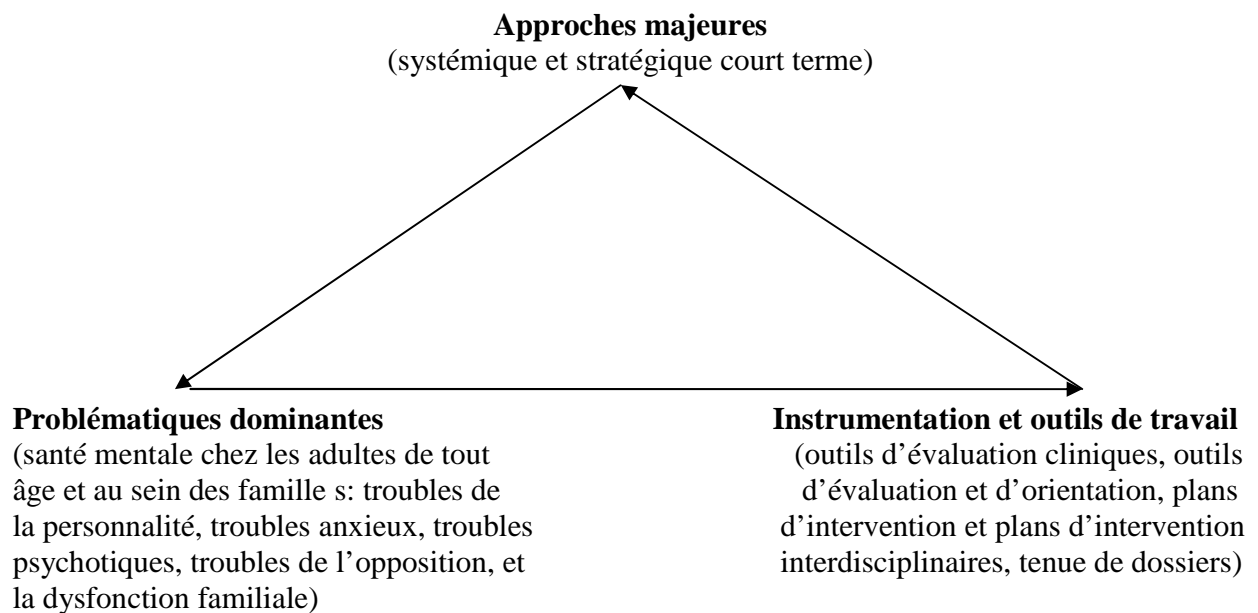 Approches majeures
(systémique et stratégique court terme)
Problématiques dominantes
(santé mentale chez les adultes de tout
âge et au sein des famille s: troubles de
la personnalité, troubles anxieux, troubles
psychotiques, troubles de l'opposition, et
la dysfonction familiale)
Instrumentation et outils de travail
(outils d'évaluation cliniques, outils
d'évaluation et d'orientation, plans
d'intervention et plans d'intervention
interdisciplinaires, tenue de dossiers)